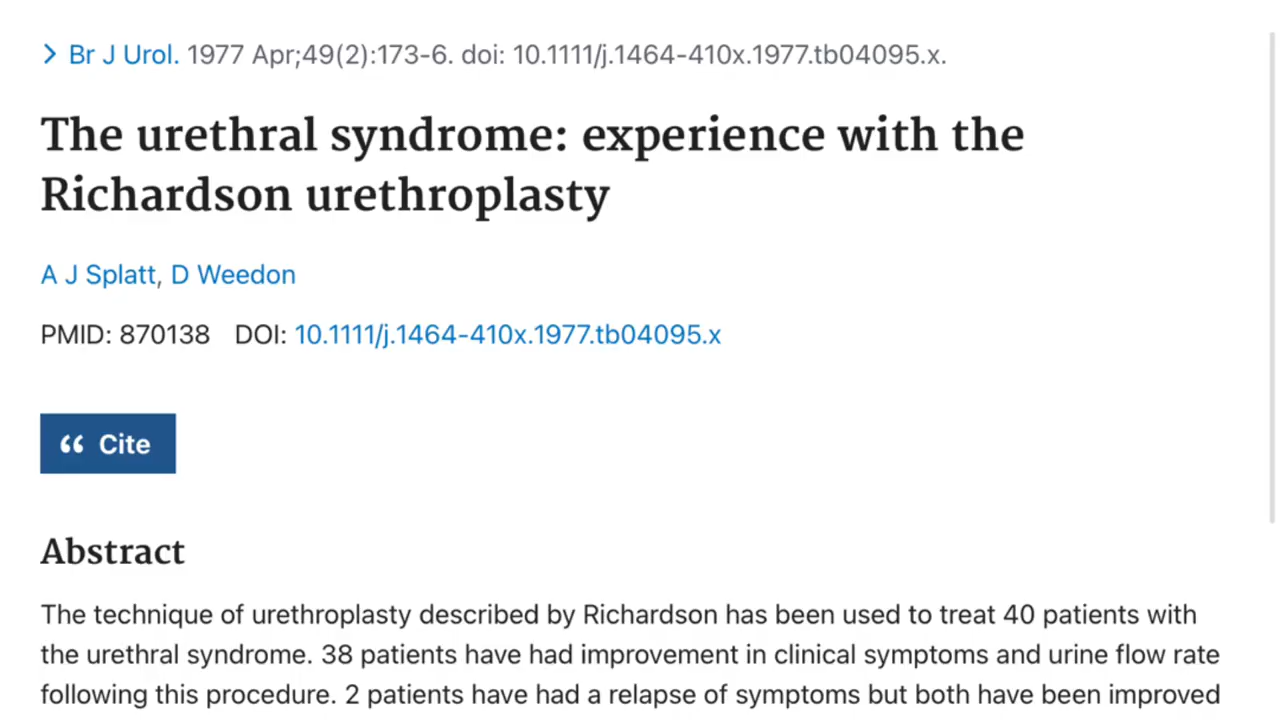 > Br J Urol. 1977 Apr;49(2):173-6. doi: 10.1111/j.1464-410x.1977.tb04095.x.
The urethral syndrome: experience with the
Richardson urethroplasty
A J Splatt, D Weedon
PMID: 870138 DOI: 10.1111/j.1464-410x.1977.tb04095.x
“ Cite
Abstract
The technique of urethroplasty described by Richardson has been used to treat 40 patients with
the urethral syndrome. 38 patients have had improvement in clinical symptoms and urine flow rate
following this procedure. 2 patients have had a relapse of symptoms but both have been improved